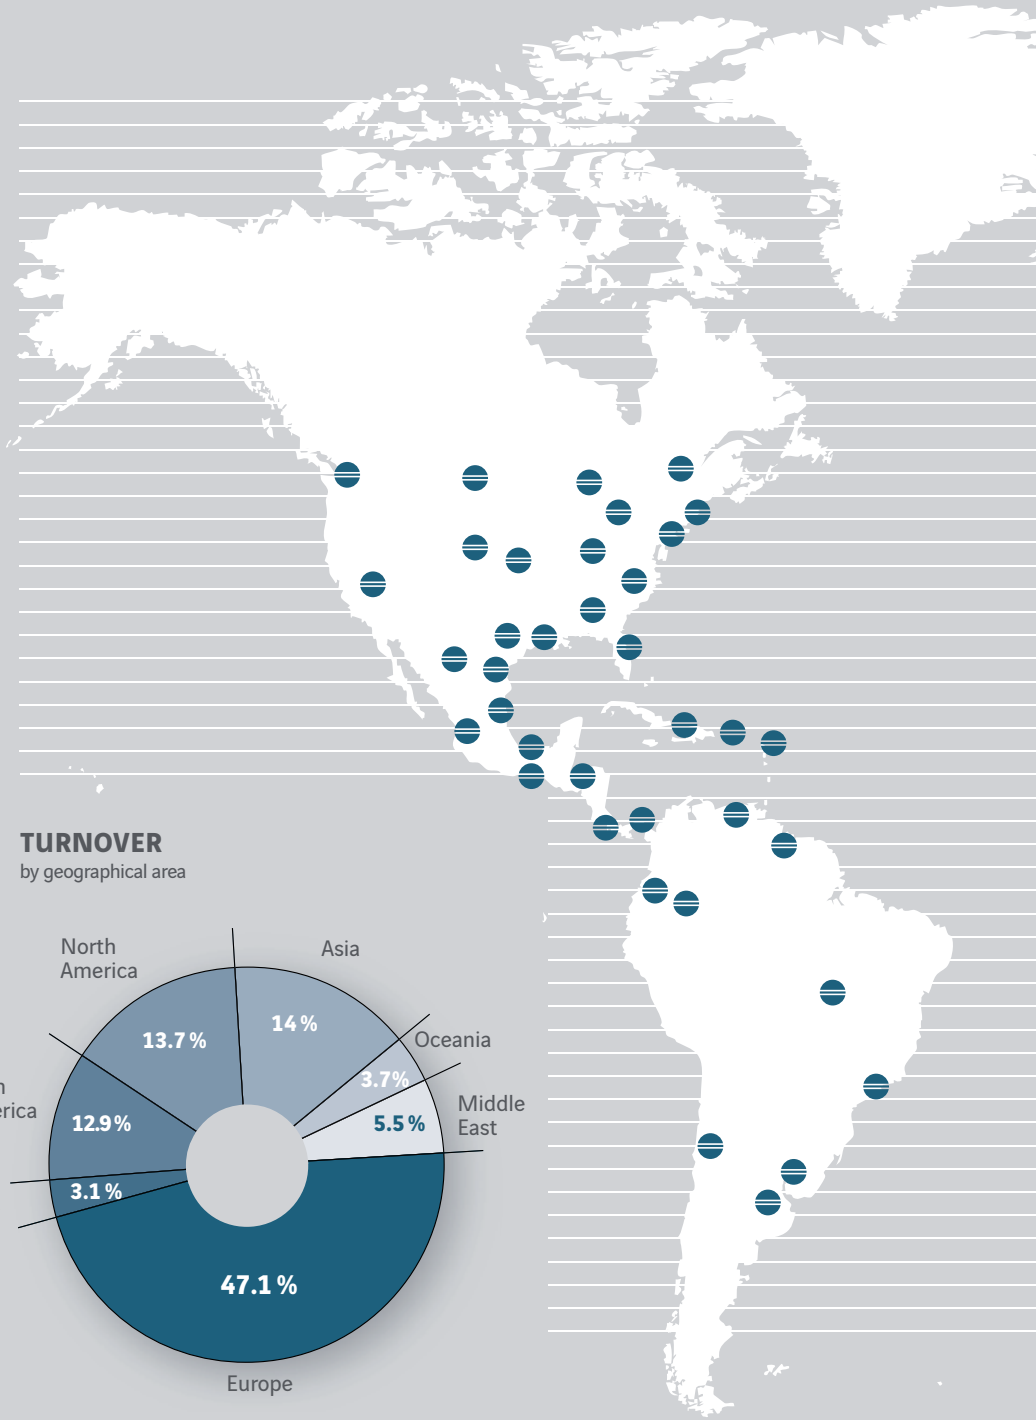 TURNOVER
by geographical area
North
America
Asia
Oceania
Middle
East
Europe
13.7 %
14 %
3.7%
5.5 %
12.9 %
3.1 %
47.1 %